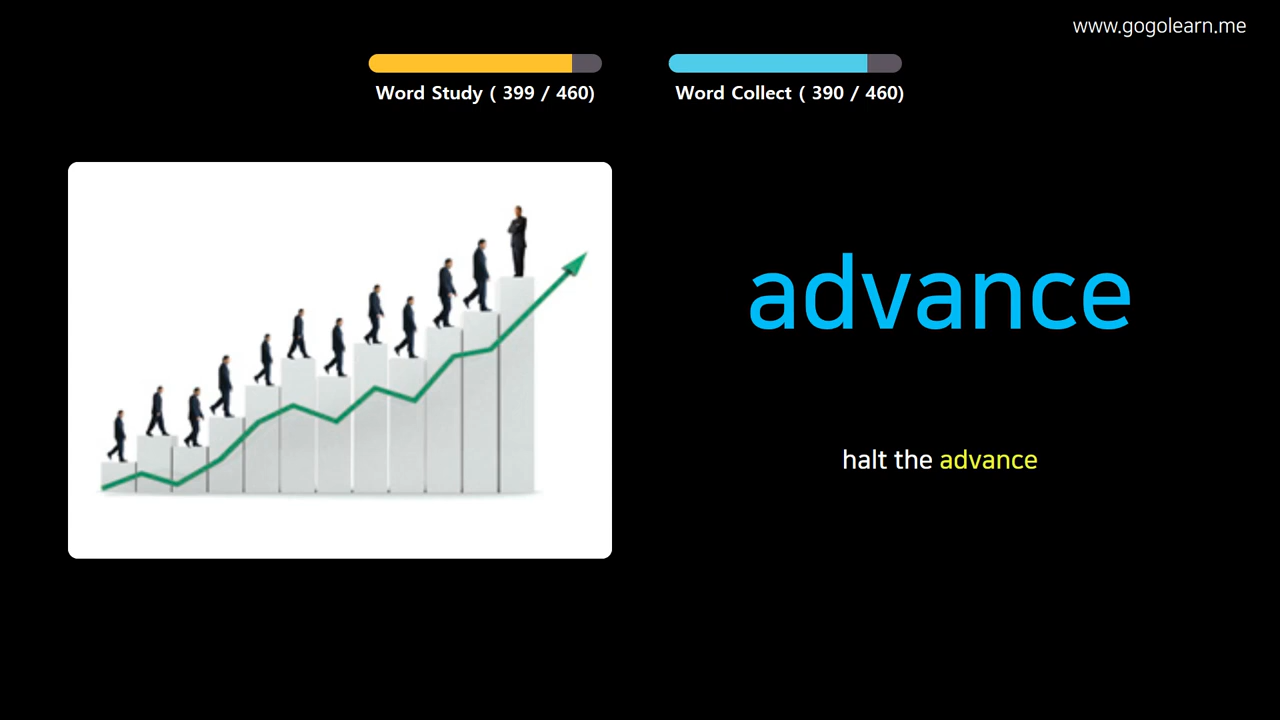 www.gogolearn.me
Word Study ( 399 / 460)
Word Collect ( 390 / 460)
advance
halt the advance